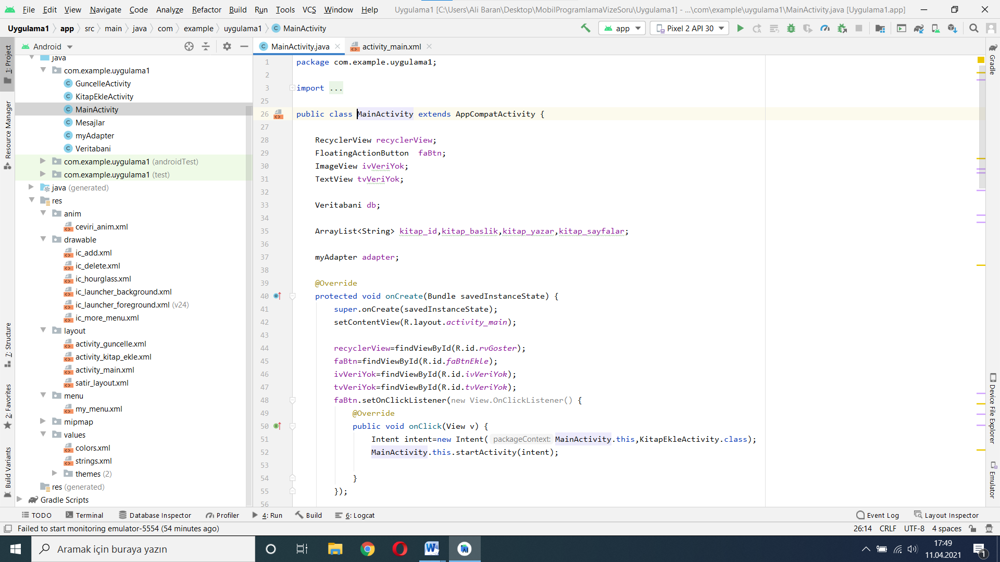 File Edit View Navigate Code Analyze Refactor Build Run Tools VCS Window Help Uygulama1 [C:\Users\Ali Baran\Desktop\MobilProgramlamaVizeSoru\Uygulama1] - ...\com\example\uygulama1\MainActivity.java [Uygulama1.app]
Uygulama1 app src main java com example uygulama1 MainActivity app Pixel 2 API 30
Android
MainActivity.java activity_main.xml
1: Project
Resource Manager
7: Structure
2: Favorites
Build Variants
java
com.example.uygulama1
GuncelleActivity
KitapEkleActivity
MainActivity
Mesajlar
myAdapter
Veritabani
com.example.uygulama1 (androidTest)
com.example.uygulama1 (test)
java (generated)
res
anim
ceviri_anim.xml
drawable
ic_add.xml
ic_delete.xml
ic_hourglass.xml
ic_launcher_background.xml
ic_launcher_foreground.xml (v24)
ic_more_menu.xml
layout
activity_guncelle.xml
activity_kitap_ekle.xml
activity_main.xml
satir_layout.xml
menu
my_menu.xml
mipmap
values
colors.xml
strings.xml
themes (2)
res (generated)
Gradle Scripts
1 package com.example.uygulama1;
2
3 import ...
25
26 public class MainActivity extends AppCompatActivity {
27
28 RecyclerView recyclerView;
29 FloatingActionButton faBtn;
30 ImageView ivVeriYok;
31 TextView tvVeriYok;
32
33 Veritabani db;
34
35 ArrayList<String> kitap_id,kitap_baslik,kitap_yazar,kitap_sayfalar;
36
37 myAdapter adapter;
38
39 @Override
40 protected void onCreate(Bundle savedInstanceState) {
41 super.onCreate(savedInstanceState);
42 setContentView(R.layout.activity_main);
43
44 recyclerView=findViewById(R.id.rvGoster);
45 faBtn=findViewById(R.id.faBtnEkle);
46 ivVeriYok=findViewById(R.id.ivVeriYok);
47 tvVeriYok=findViewById(R.id.tvVeriYok);
48 faBtn.setOnClickListener(new View.OnClickListener() {
49 @Override
50 public void onClick(View v) {
51 Intent intent=new Intent( packageContext: MainActivity.this,KitapEkleActivity.class);
52 MainActivity.this.startActivity(intent);
53
54 }
55 });
56
Gradle
Device File Explorer
Emulator
TODO Terminal Database Inspector Profiler 4: Run Build 6: Logcat Event Log Layout Inspector
Failed to start monitoring emulator-5554 (54 minutes ago) 26:14 CRLF UTF-8 4 spaces
Aramak için buraya yazın
17:49
11.04.2021
1